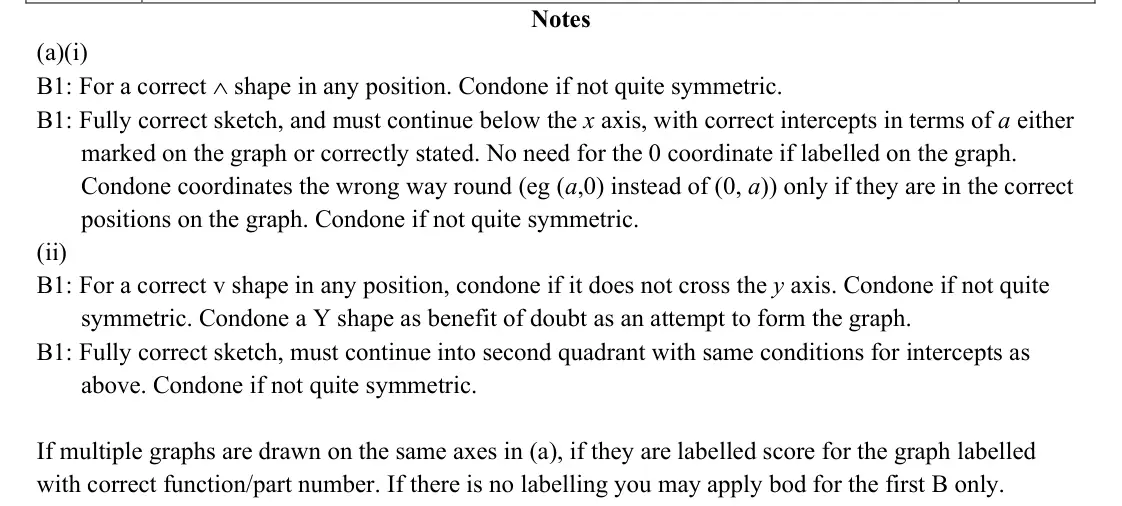 Notes
(a)(i)
B1: For a correct ∧ shape in any position. Condone if not quite symmetric.
B1: Fully correct sketch, and must continue below the x axis, with correct intercepts in terms of a either
marked on the graph or correctly stated. No need for the 0 coordinate if labelled on the graph.
Condone coordinates the wrong way round (eg (a,0) instead of (0, a)) only if they are in the correct
positions on the graph. Condone if not quite symmetric.
(ii)
B1: For a correct v shape in any position, condone if it does not cross the y axis. Condone if not quite
symmetric. Condone a Y shape as benefit of doubt as an attempt to form the graph.
B1: Fully correct sketch, must continue into second quadrant with same conditions for intercepts as
above. Condone if not quite symmetric.
If multiple graphs are drawn on the same axes in (a), if they are labelled score for the graph labelled
with correct function/part number. If there is no labelling you may apply bod for the first B only.